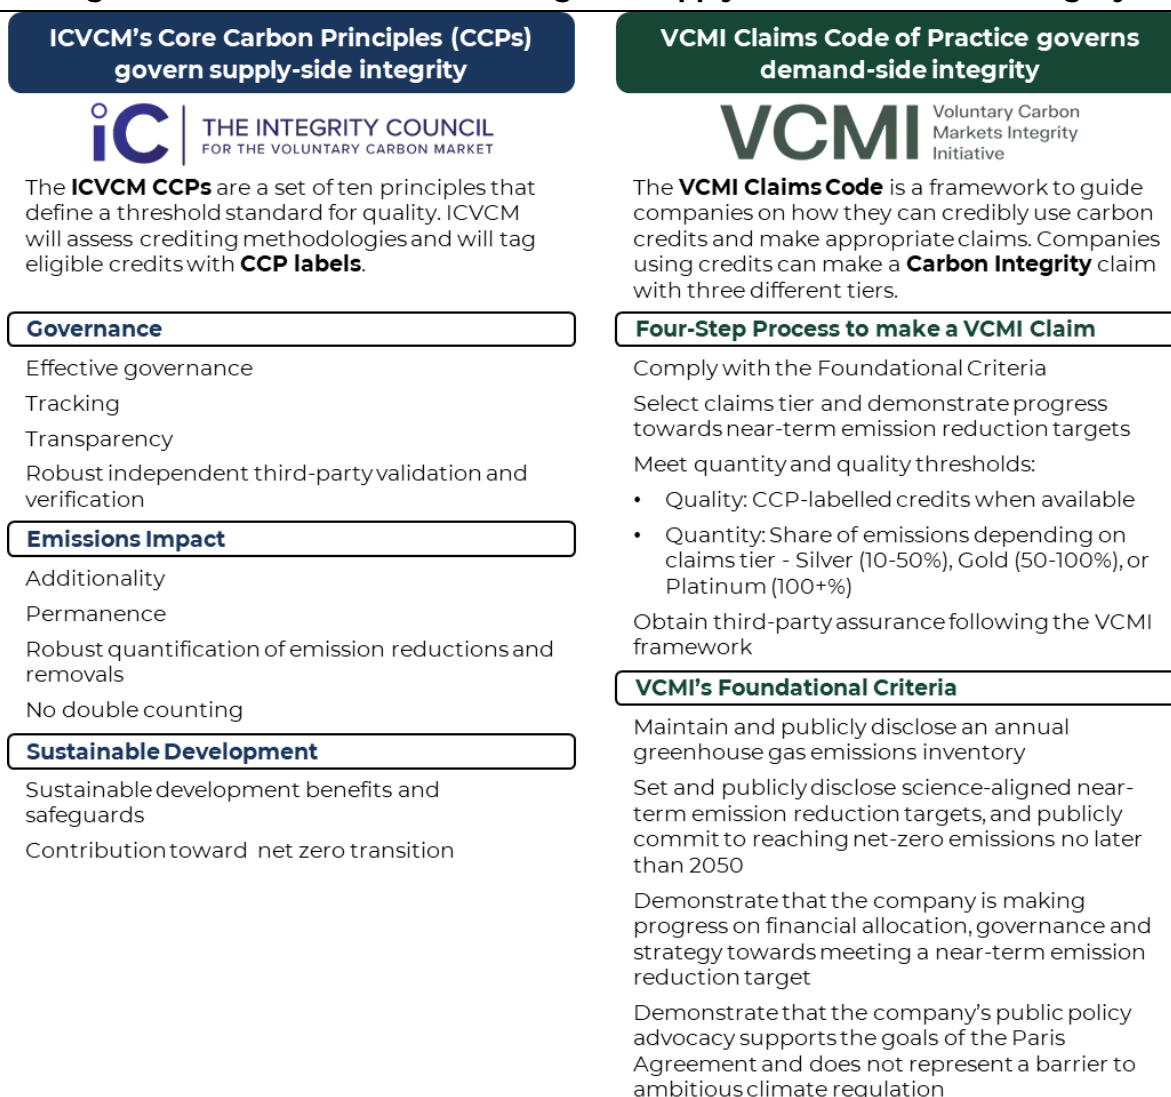 ICVCM's Core Carbon Principles (CCPs)
govern supply-side integrity
iC
THE INTEGRITY COUNCIL
FOR THE VOLUNTARY CARBON MARKET
The ICVCM CCPs are a set of ten principles that
define a threshold standard for quality. ICVCM
will assess crediting methodologies and will tag
eligible credits with CCP labels.
Governance
Effective governance
Tracking
Transparency
Robust independent third-party validation and
verification
Emissions Impact
Additionality
Permanence
Robust quantification of emission reductions and
removals
No double counting
Sustainable Development
Sustainable development benefits and
safeguards
Contribution toward net zero transition
VCMI Claims Code of Practice governs
demand-side integrity
VCMI
Voluntary Carbon
Markets Integrity
Initiative
The VCMI Claims Code is a framework to guide
companies on how they can credibly use carbon
credits and make appropriate claims. Companies
using credits can make a Carbon Integrity claim
with three different tiers.
Four-Step Process to make a VCMI Claim
Comply with the Foundational Criteria
Select claims tier and demonstrate progress
towards near-term emission reduction targets
Meet quantity and quality thresholds:
• Quality: CCP-labelled credits when available
• Quantity: Share of emissions depending on
claims tier - Silver (10-50%), Gold (50-100%), or
Platinum (100+%)
Obtain third-party assurance following the VCMI
framework
VCMI's Foundational Criteria
Maintain and publicly disclose an annual
greenhouse gas emissions inventory
Set and publicly disclose science-aligned near-
term emission reduction targets, and publicly
commit to reaching net-zero emissions no later
than 2050
Demonstrate that the company is making
progress on financial allocation, governance and
strategy towards meeting a near-term emission
reduction target
Demonstrate that the company's public policy
advocacy supports the goals of the Paris
Agreement and does not represent a barrier to
ambitious climate regulation